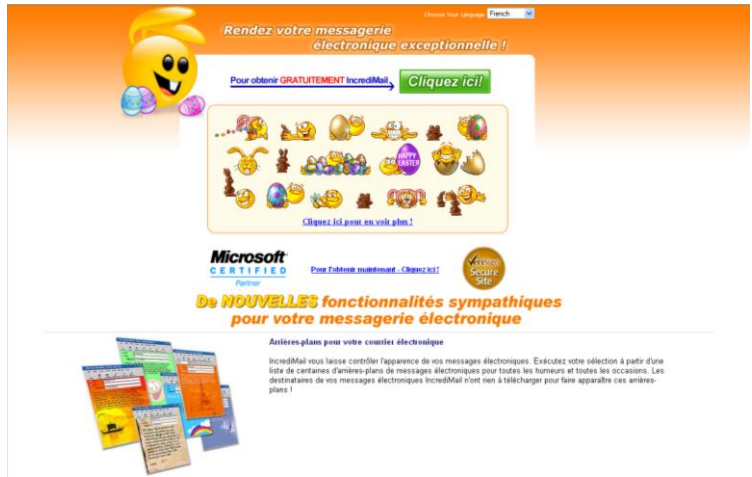 Choose Your Language French
Rendez votre messagerie
électronique exceptionnelle !
Pour obtenir GRATUITEMENT IncrediMail
Cliquez ici!
HAPPY
EASTER
Cliquez ici pour en voir plus !
Microsoft
CERTIFIED
Partner
Pour l'obtenir maintenant - Cliquez ici !
Secure
Site
De NOUVELLES fonctionnalités sympathiques
pour votre messagerie électronique
Arrières-plans pour votre courrier électronique
IncrediMail vous laisse contrôler l'apparence de vos messages électroniques. Exécutez votre sélection à partir d'une
liste de centaines d'arrières-plans de messages électroniques pour toutes les humeurs et toutes les occasions. Les
destinataires de vos messages électroniques IncrediMail n'ont rien à télécharger pour faire apparaître ces arrières-
plans !